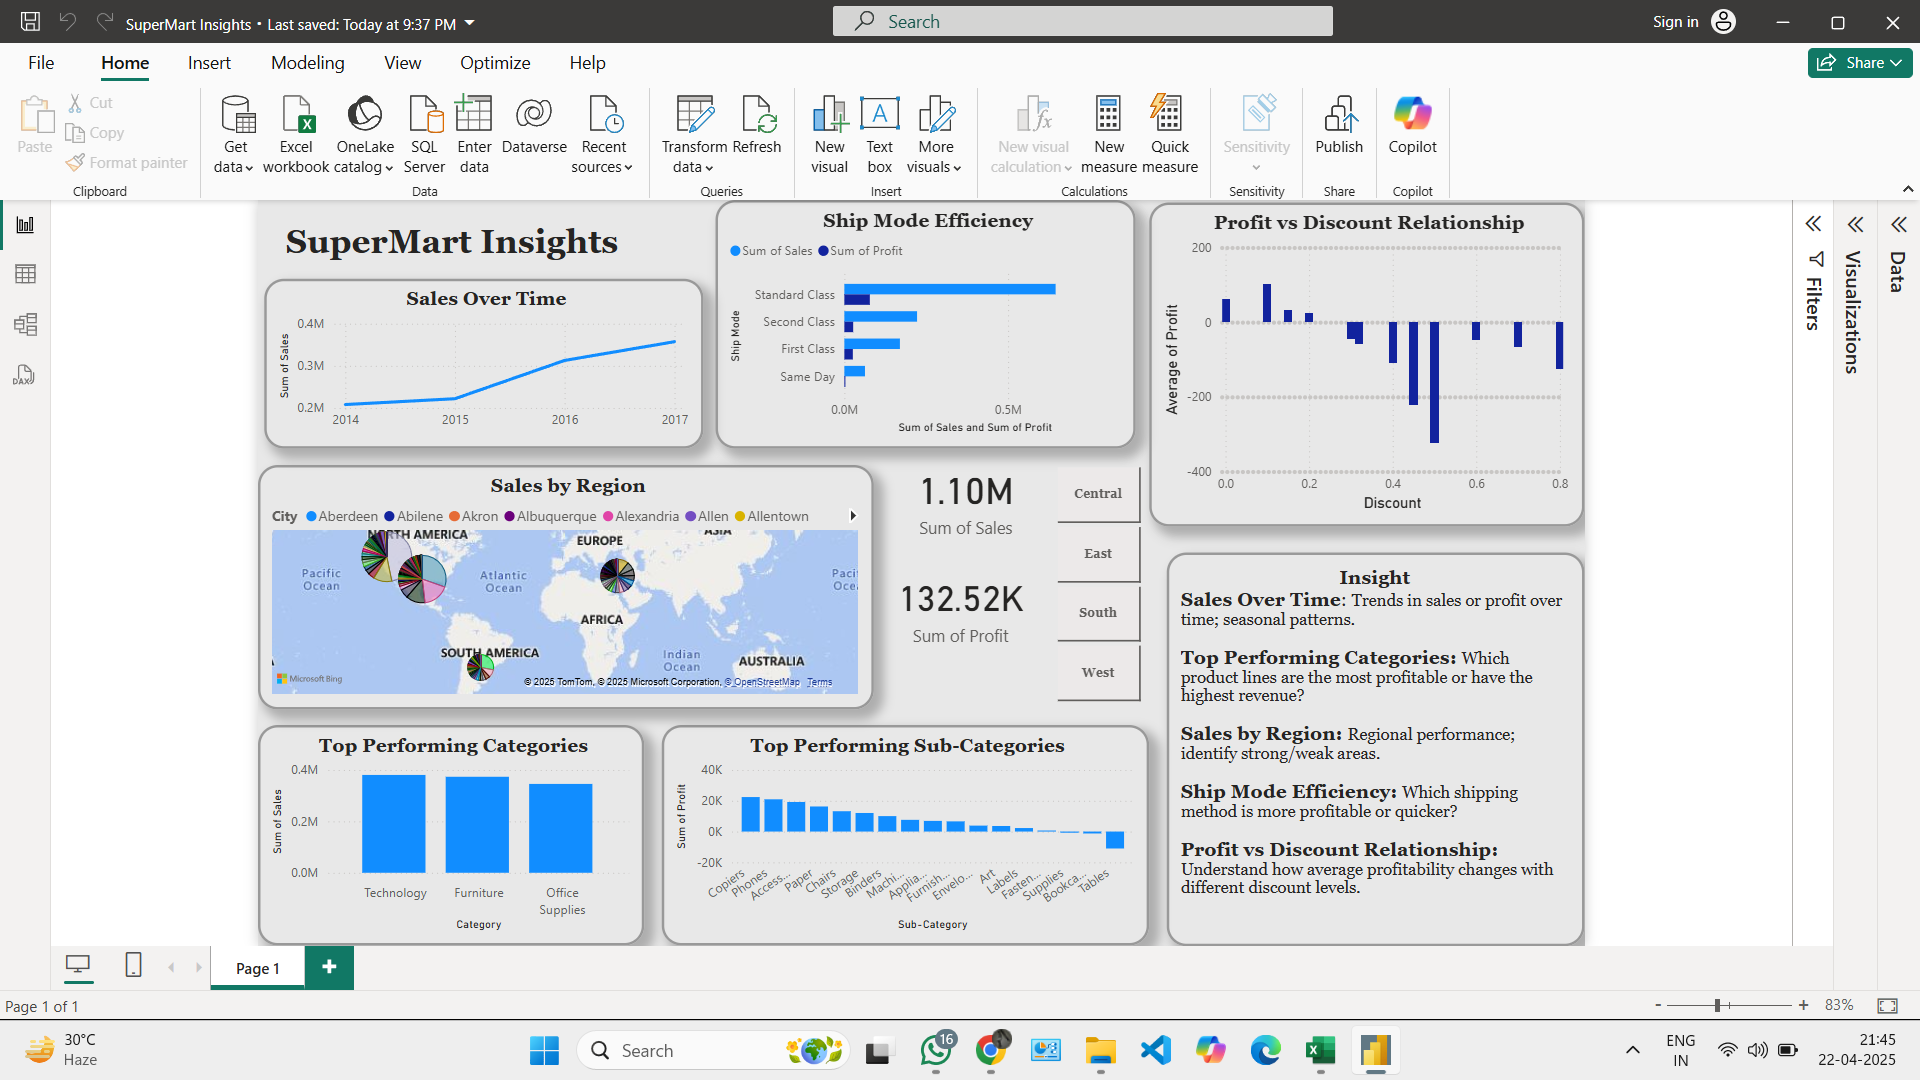 SuperMart Insights • Last saved: Today at 9:37 PM
Search
Sign in
File
Home
Insert
Modeling
View
Optimize
Help
Share
Paste
Cut
Copy
Format painter
Clipboard
Get data
Excel workbook
OneLake catalog
SQL Server
Enter data
Dataverse
Recent sources
Data
Transform data
Refresh
Queries
New visual
Text box
More visuals
Insert
New visual calculation
New measure
Quick measure
Calculations
Sensitivity
Sensitivity
Publish
Share
Copilot
Copilot
SuperMart Insights
Sales Over Time
Sum of Sales
0.4M
0.3M
0.2M
2014
2015
2016
2017
Ship Mode Efficiency
Sum of Sales
Sum of Profit
Ship Mode
Standard Class
Second Class
First Class
Same Day
0.0M
0.5M
Sum of Sales and Sum of Profit
Profit vs Discount Relationship
Average of Profit
200
0
-200
-400
0.0
0.2
0.4
0.6
0.8
Discount
Sales by Region
City
Aberdeen
Abilene
Akron
Albuquerque
Alexandria
Allen
Allentown
NORTH AMERICA
EUROPE
ASIA
Pacific Ocean
Atlantic Ocean
AFRICA
SOUTH AMERICA
Indian Ocean
AUSTRALIA
Microsoft Bing
© 2025 TomTom, © 2025 Microsoft Corporation, © OpenStreetMap Terms
1.10M
Sum of Sales
132.52K
Sum of Profit
Central
East
South
West
Top Performing Categories
Sum of Sales
0.4M
0.2M
0.0M
Technology
Furniture
Office Supplies
Category
Top Performing Sub-Categories
Sum of Profit
40K
20K
0K
-20K
Copiers
Phones
Access...
Paper
Chairs
Storage
Binders
Machi...
Applia...
Furnish...
Envelo...
Art
Labels
Fasten...
Supplies
Bookca...
Tables
Sub-Category
Insight
Sales Over Time: Trends in sales or profit over
time; seasonal patterns.
Top Performing Categories: Which
product lines are the most profitable or have the
highest revenue?
Sales by Region: Regional performance;
identify strong/weak areas.
Ship Mode Efficiency: Which shipping
method is more profitable or quicker?
Profit vs Discount Relationship:
Understand how average profitability changes with
different discount levels.
Filters
Visualizations
Data
DAX
Page 1
Page 1 of 1
83%
30°C
Haze
Search
16
ENG
IN
21:45
22-04-2025